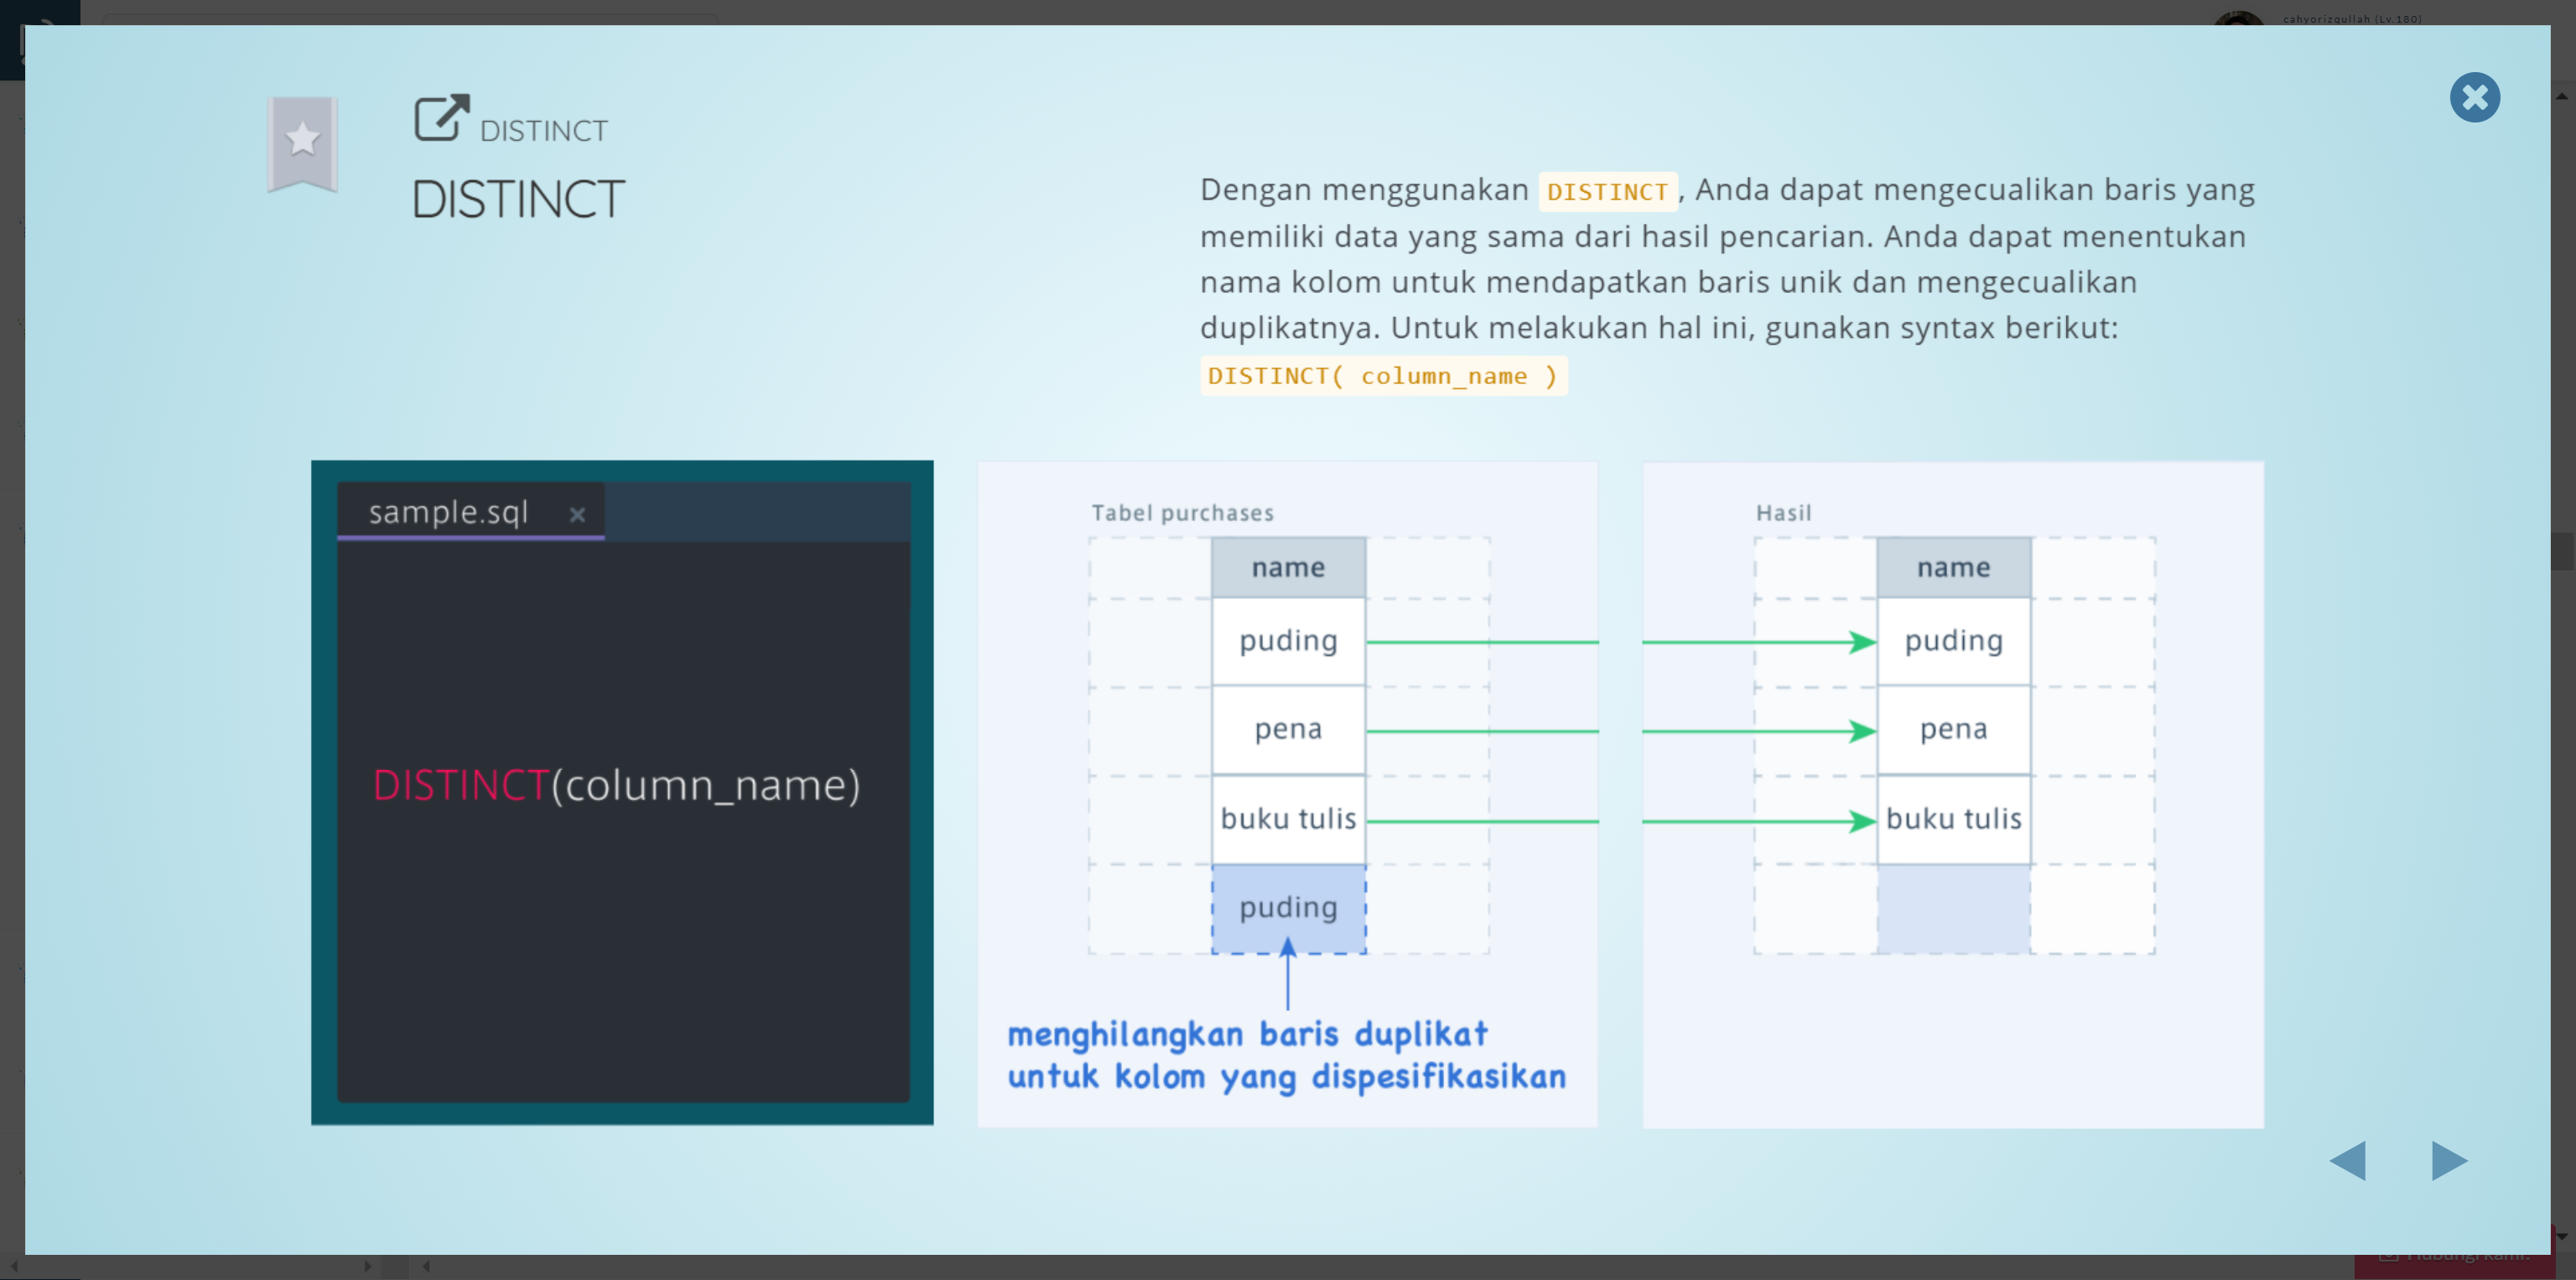 cahyorizqullah (Lv.180)
DISTINCT
DISTINCT
Dengan menggunakan DISTINCT, Anda dapat mengecualikan baris yang
memiliki data yang sama dari hasil pencarian. Anda dapat menentukan
nama kolom untuk mendapatkan baris unik dan mengecualikan
duplikatnya. Untuk melakukan hal ini, gunakan syntax berikut:
DISTINCT( column_name )
sample.sql
DISTINCT(column_name)
Tabel purchases
name
puding
pena
buku tulis
puding
menghilangkan baris duplikat
untuk kolom yang dispesifikasikan
Hasil
name
puding
pena
buku tulis